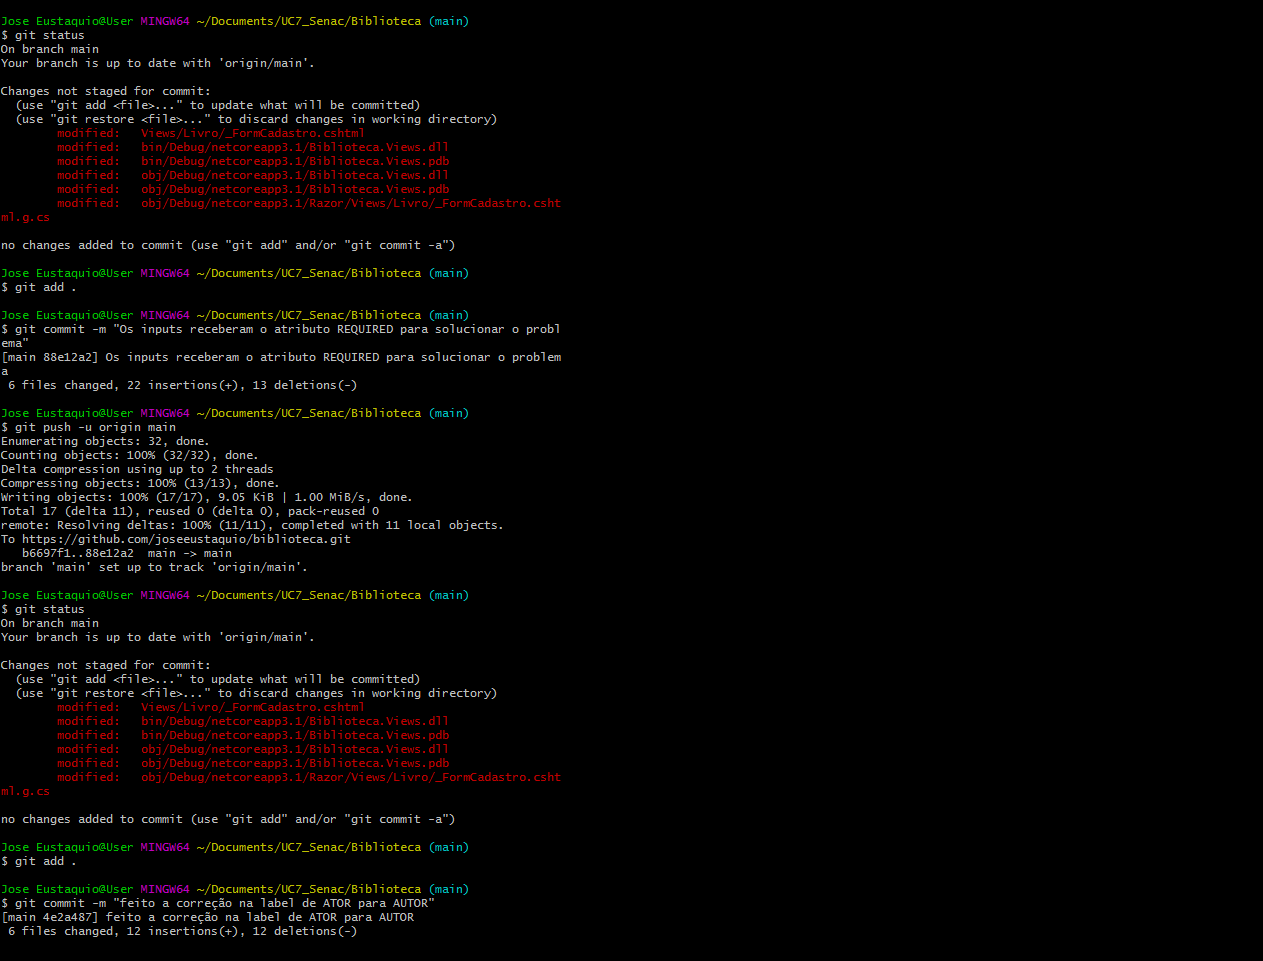 Jose Eustaquio@User MINGW64 ~/Documents/UC7_Senac/Biblioteca (main)
$ git status
On branch main
Your branch is up to date with 'origin/main'.
Changes not staged for commit:
(use "git add <file>..." to update what will be committed)
(use "git restore <file>..." to discard changes in working directory)
modified: Views/Livro/_FormCadastro.cshtml
modified: bin/Debug/netcoreapp3.1/Biblioteca.Views.dll
modified: bin/Debug/netcoreapp3.1/Biblioteca.Views.pdb
modified: obj/Debug/netcoreapp3.1/Biblioteca.Views.dll
modified: obj/Debug/netcoreapp3.1/Biblioteca.Views.pdb
modified: obj/Debug/netcoreapp3.1/Razor/Views/Livro/_FormCadastro.csht
ml.g.cs
no changes added to commit (use "git add" and/or "git commit -a")
Jose Eustaquio@User MINGW64 ~/Documents/UC7_Senac/Biblioteca (main)
$ git add .
Jose Eustaquio@User MINGW64 ~/Documents/UC7_Senac/Biblioteca (main)
$ git commit -m "Os inputs receberam o atributo REQUIRED para solucionar o probl
ema"
[main 88e12a2] Os inputs receberam o atributo REQUIRED para solucionar o problem
a
6 files changed, 22 insertions(+), 13 deletions(-)
Jose Eustaquio@User MINGW64 ~/Documents/UC7_Senac/Biblioteca (main)
$ git push -u origin main
Enumerating objects: 32, done.
Counting objects: 100% (32/32), done.
Delta compression using up to 2 threads
Compressing objects: 100% (13/13), done.
Writing objects: 100% (17/17), 9.05 KiB | 1.00 MiB/s, done.
Total 17 (delta 11), reused 0 (delta 0), pack-reused 0
remote: Resolving deltas: 100% (11/11), completed with 11 local objects.
To https://github.com/joseeustaquio/biblioteca.git
b6697f1..88e12a2 main -> main
branch 'main' set up to track 'origin/main'.
Jose Eustaquio@User MINGW64 ~/Documents/UC7_Senac/Biblioteca (main)
$ git status
On branch main
Your branch is up to date with 'origin/main'.
Changes not staged for commit:
(use "git add <file>..." to update what will be committed)
(use "git restore <file>..." to discard changes in working directory)
modified: Views/Livro/_FormCadastro.cshtml
modified: bin/Debug/netcoreapp3.1/Biblioteca.Views.dll
modified: bin/Debug/netcoreapp3.1/Biblioteca.Views.pdb
modified: obj/Debug/netcoreapp3.1/Biblioteca.Views.dll
modified: obj/Debug/netcoreapp3.1/Biblioteca.Views.pdb
modified: obj/Debug/netcoreapp3.1/Razor/Views/Livro/_FormCadastro.csht
ml.g.cs
no changes added to commit (use "git add" and/or "git commit -a")
Jose Eustaquio@User MINGW64 ~/Documents/UC7_Senac/Biblioteca (main)
$ git add .
Jose Eustaquio@User MINGW64 ~/Documents/UC7_Senac/Biblioteca (main)
$ git commit -m "feito a correção na label de ATOR para AUTOR"
[main 4e2a487] feito a correção na label de ATOR para AUTOR
6 files changed, 12 insertions(+), 12 deletions(-)